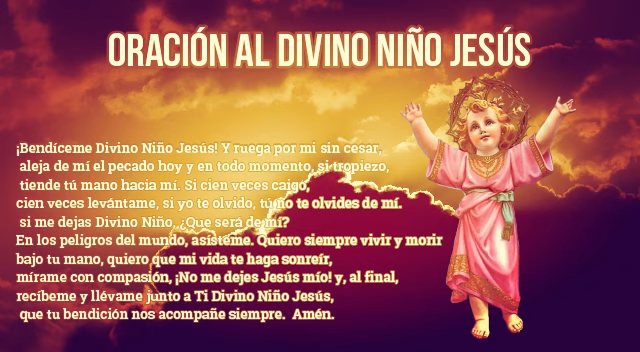 ORACIÓN AL DIVINO NIÑO JESÚS
¡Bendíceme Divino Niño Jesús! Y ruega por mi sin cesar,
aleja de mí el pecado hoy y en todo momento, si tropiezo,
tiende tú mano hacia mí. Si cien veces caigo,
cien veces levántame, si yo te olvido, tú no te olvides de mí.
si me dejas Divino Niño, ¿Que será de mí?
En los peligros del mundo, asísteme. Quiero siempre vivir y morir
bajo tu mano, quiero que mi vida te haga sonreír,
mírame con compasión, ¡No me dejes Jesús mío! y, al final,
recíbeme y llévame junto a Ti Divino Niño Jesús,
que tu bendición nos acompañe siempre. Amén.